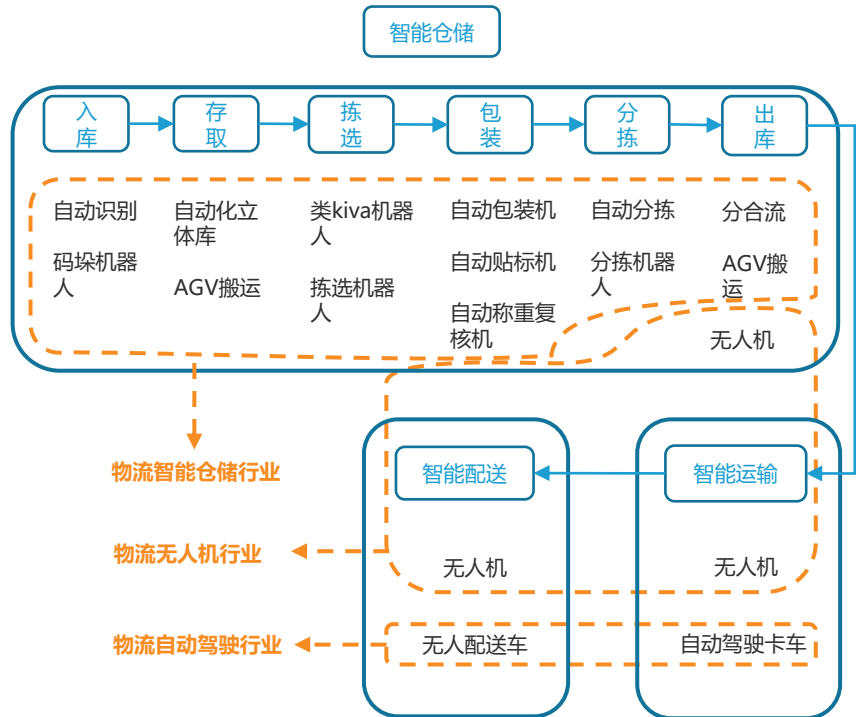 智能仓储
入
库
存
取
拣
选
包
装
分
拣
出
库
自动识别
码垛机器
人
自动化立
体库
AGV搬运
类kiva机器
人
拣选机器
人
自动包装机
自动贴标机
自动称重复
核机
自动分拣
分拣机器
人
分合流
AGV搬
运
无人机
物流智能仓储行业
智能配送
智能运输
物流无人机行业
无人机
无人机
物流自动驾驶行业
无人配送车
自动驾驶卡车